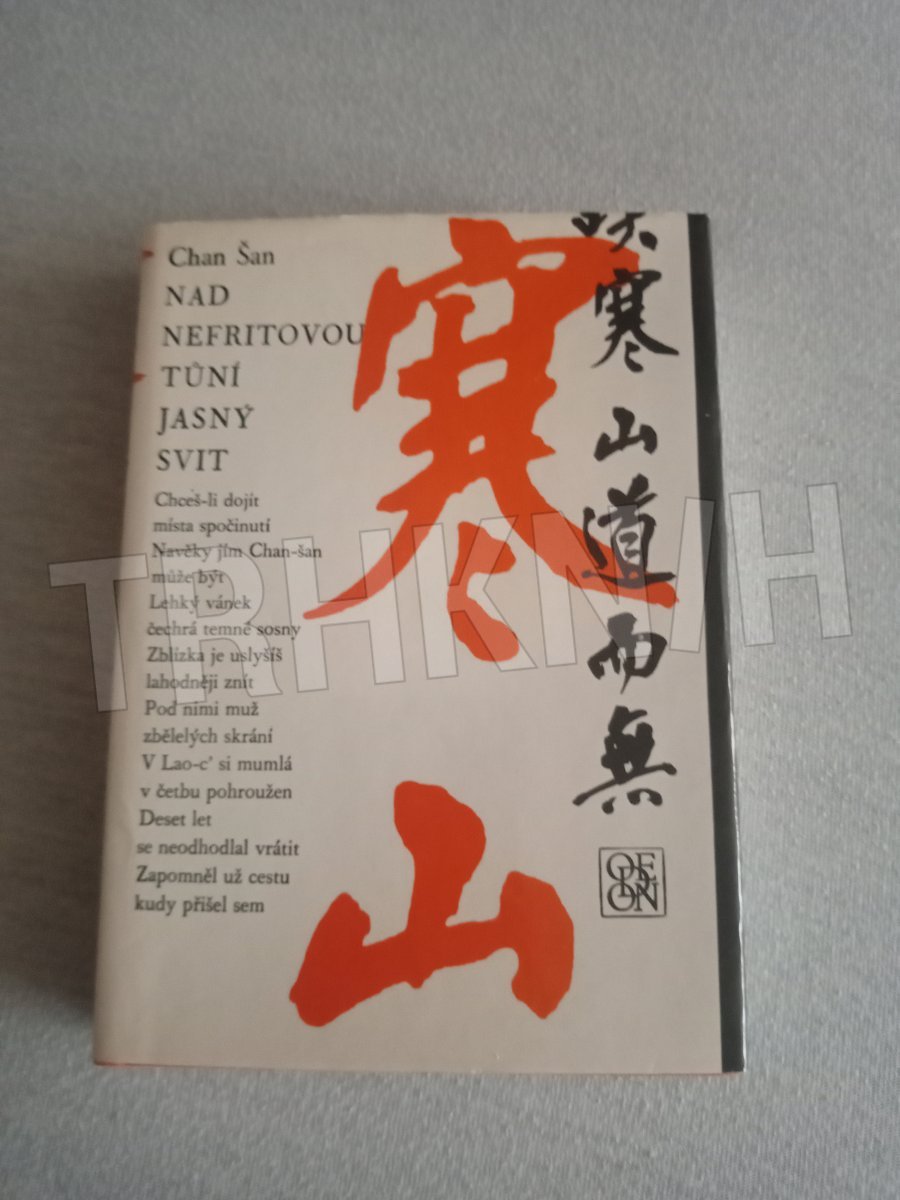 Chan Šan
NAD
NEFRITOVOU
TŮNÍ
JASNÝ
SVIT
Chceš-li dojít
místa spočinutí
Navěky jím Chan-šan
může být
Lehký vánek
čechrá temné sosny
Zblízka je uslyšíš
lahodněji znít
Pod nimi muž
zbělelých skrání
V Lao-c’ si mumlá
v četbu pohroužen
Deset let
se neodhodlal vrátit
Zapomněl už cestu
kudy přišel sem
寒山
寒山道而無
ODEON
TRHKNIH